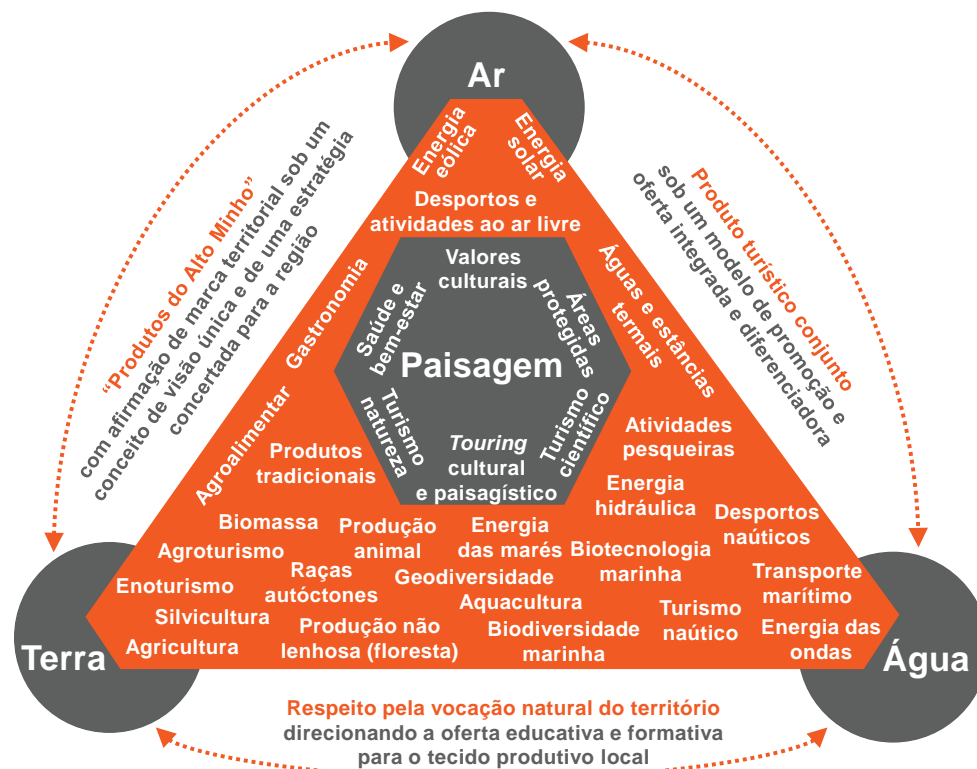 Ar
Energia
eólica
Energia
solar
Desportos e
atividades ao ar livre
“Produtos do Alto Minho”
com afirmação de marca territorial sob um
conceito de visão única e de uma estratégia
concertada para a região
Produto turístico conjunto
sob um modelo de promoção e
oferta integrada e diferenciadora
Gastronomia
Agroalimentar
Águas e estâncias
termais
Valores
culturais
Saúde e
bem-estar
Áreas
protegidas
Paisagem
Turismo
natureza
Turismo
científico
Touring
cultural
e paisagístico
Produtos
tradicionais
Atividades
pesqueiras
Energia
hidráulica
Biomassa
Produção
animal
Energia
das marés
Desportos
náuticos
Agroturismo
Biotecnologia
marinha
Enoturismo
Raças
autóctones
Geodiversidade
Transporte
marítimo
Silvicultura
Aquacultura
Turismo
náutico
Agricultura
Produção não
lenhosa (floresta)
Biodiversidade
marinha
Energia das
ondas
Terra
Água
Respeito pela vocação natural do território
direcionando a oferta educativa e formativa
para o tecido produtivo local